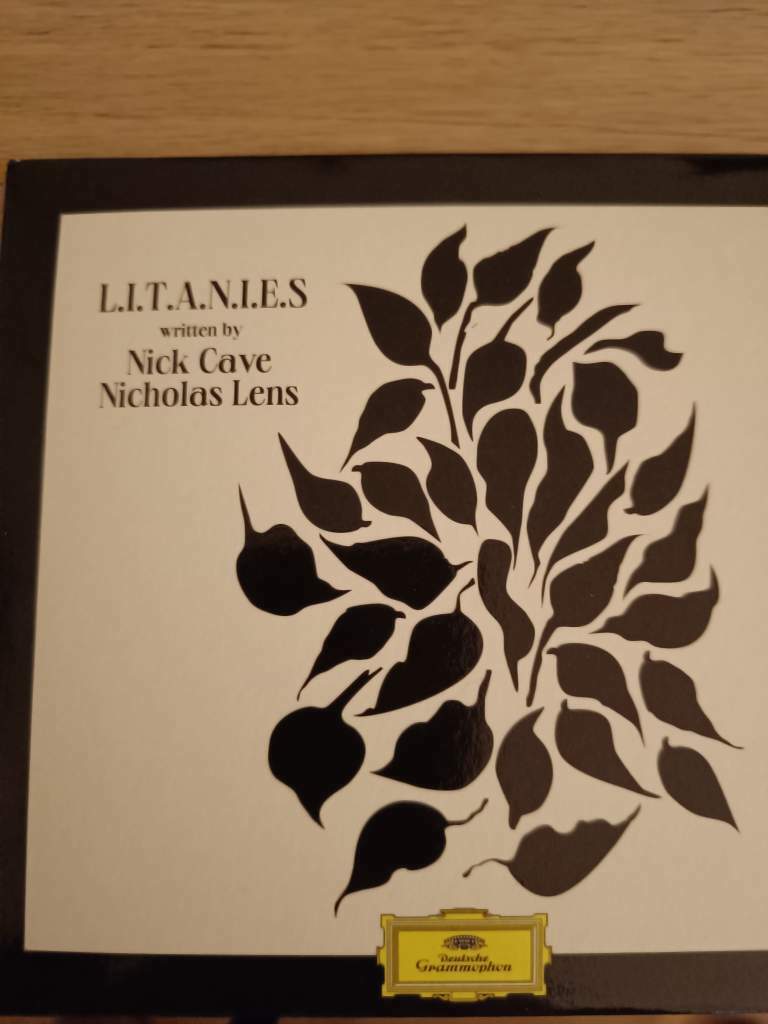 L.I.T.A.N.I.E.S
written by
Nick Cave
Nicholas Lens
Deutsche
Grammophon